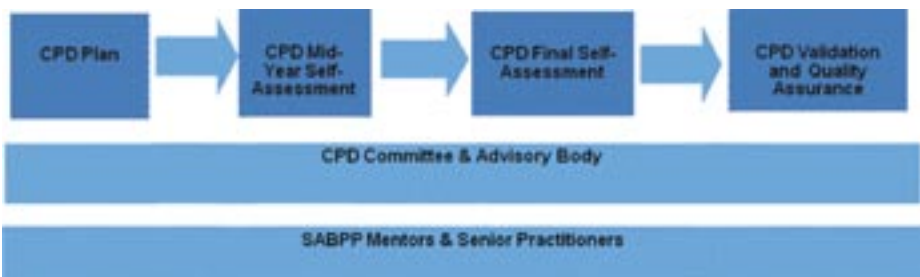 CPD Plan
CPD Mid-
Year Self-
Assessment
CPD Final Self-
Assessment
CPD Validation
and Quality
Assurance
CPD Committee & Advisory Body
SABPP Mentors & Senior Practitioners